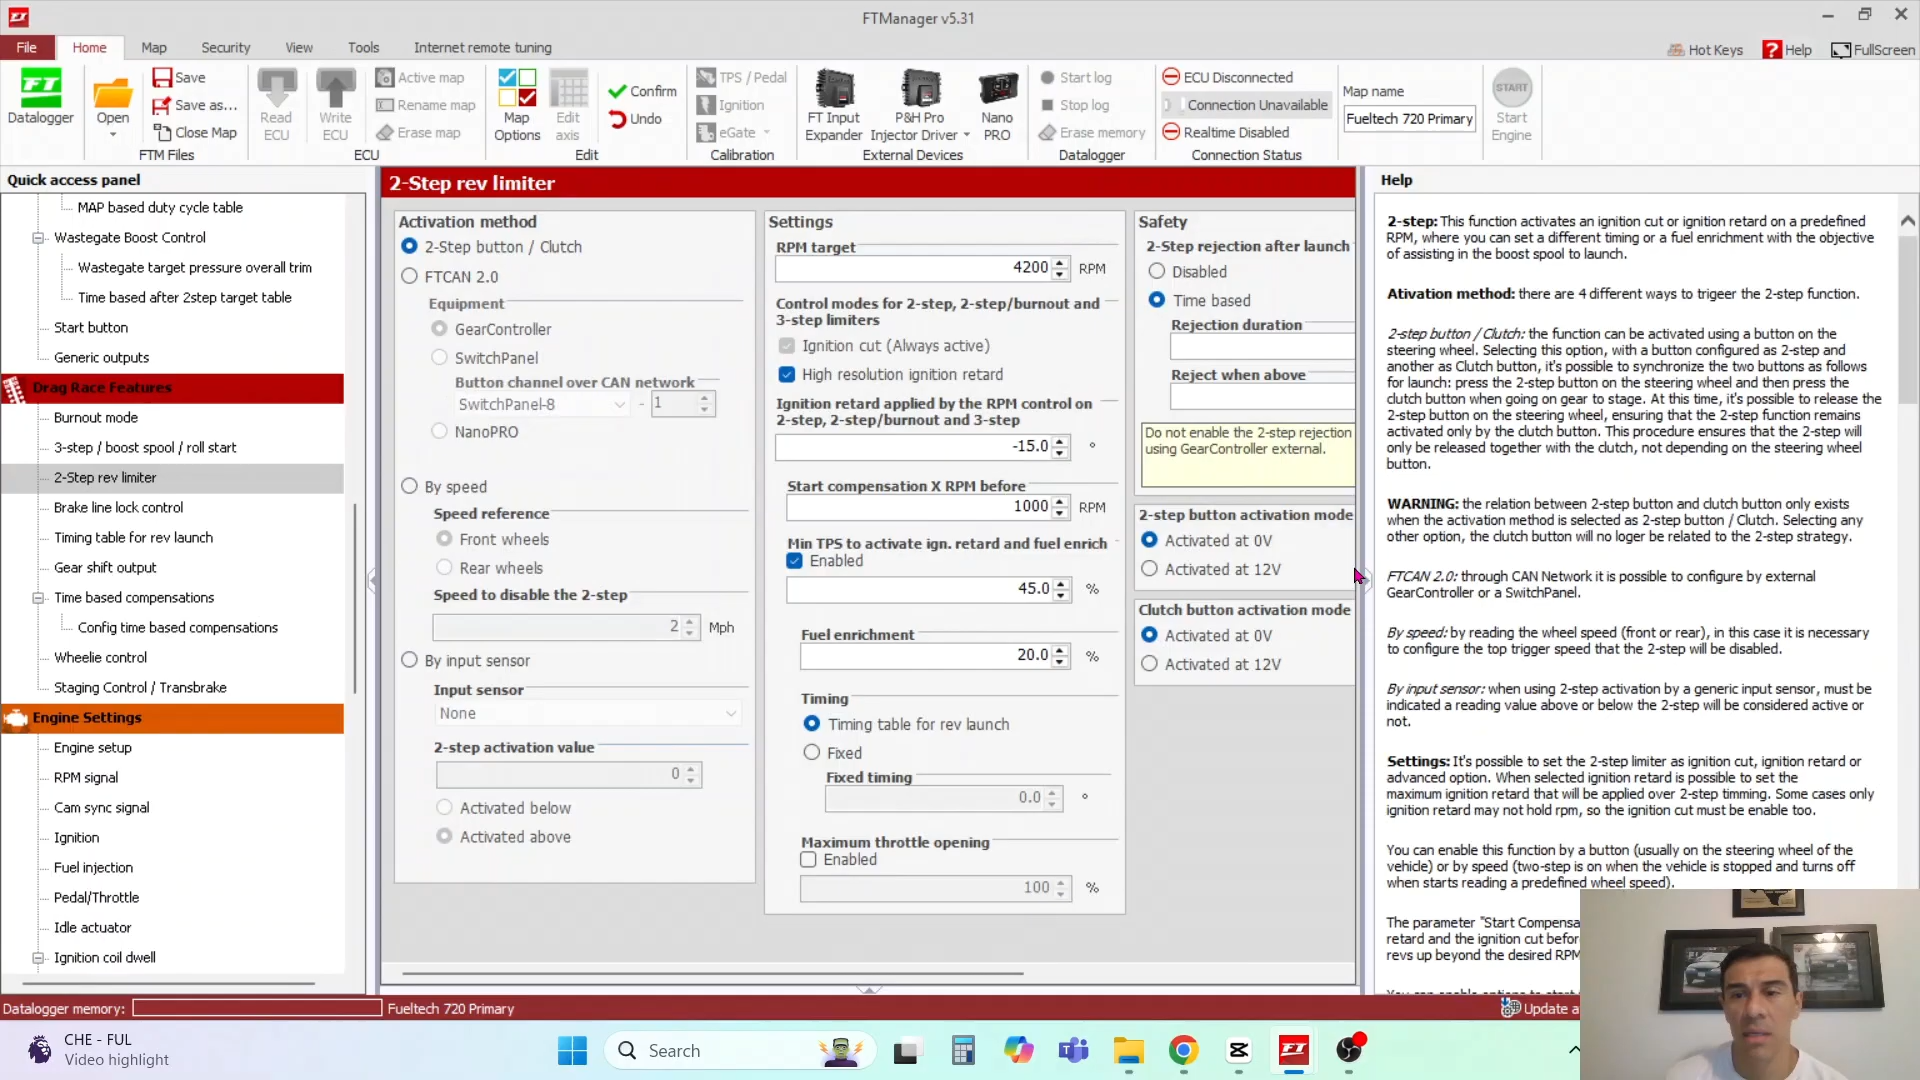 FTManager v5.31
File
Home
Map
Security
View
Tools
Internet remote tuning
Hot Keys
Help
FullScreen
Datalogger
Open
Save
Save as...
Close Map
FTM Files
Read ECU
Write ECU
Active map
Rename map
Erase map
ECU
Map Options
Edit axis
Confirm
Undo
Edit
TPS / Pedal
Ignition
eGate
Calibration
FT Input Expander
P&H Pro Injector Driver
Nano PRO
External Devices
Start log
Stop log
Erase memory
Datalogger
ECU Disconnected
Connection Unavailable
Realtime Disabled
Connection Status
Map name
Fueltech 720 Primary
START
Start Engine
Quick access panel
MAP based duty cycle table
Wastegate Boost Control
Wastegate target pressure overall trim
Time based after 2step target table
Start button
Generic outputs
Drag Race Features
Burnout mode
3-step / boost spool / roll start
2-Step rev limiter
Brake line lock control
Timing table for rev launch
Gear shift output
Time based compensations
Config time based compensations
Wheelie control
Staging Control / Transbrake
Engine Settings
Engine setup
RPM signal
Cam sync signal
Ignition
Fuel injection
Pedal/Throttle
Idle actuator
Ignition coil dwell
2-Step rev limiter
Activation method
2-Step button / Clutch
FTCAN 2.0
Equipment
GearController
SwitchPanel
Button channel over CAN network
SwitchPanel-8 - 1
NanoPRO
By speed
Speed reference
Front wheels
Rear wheels
Speed to disable the 2-step
2 Mph
By input sensor
Input sensor
None
2-step activation value
0
Activated below
Activated above
Settings
RPM target
4200 RPM
Control modes for 2-step, 2-step/burnout and
3-step limiters
Ignition cut (Always active)
High resolution ignition retard
Ignition retard applied by the RPM control on
2-step, 2-step/burnout and 3-step
-15.0 °
Start compensation X RPM before
1000 RPM
Min TPS to activate ign. retard and fuel enrich
Enabled
45.0 %
Fuel enrichment
20.0 %
Timing
Timing table for rev launch
Fixed
Fixed timing
0.0 °
Maximum throttle opening
Enabled
100 %
Safety
2-Step rejection after launch
Disabled
Time based
Rejection duration
Reject when above
Do not enable the 2-step rejection
using GearController external.
2-step button activation mode
Activated at 0V
Activated at 12V
Clutch button activation mode
Activated at 0V
Activated at 12V
Help
2-step: This function activates an ignition cut or ignition retard on a predefined
RPM, where you can set a different timing or a fuel enrichment with the objective
of assisting in the boost spool to launch.
Ativation method: there are 4 different ways to trigeer the 2-step function.
2-step button / Clutch: the function can be activated using a button on the
steering wheel. Selecting this option, with a button configured as 2-step and
another as Clutch button, it's possible to synchronize the two buttons as follows
for launch: press the 2-step button on the steering wheel and then press the
clutch button when going on gear to stage. At this time, it's possible to release the
2-step button on the steering wheel, ensuring that the 2-step function remains
activated only by the clutch button. This procedure ensures that the 2-step will
only be released together with the clutch, not depending on the steering wheel
button.
WARNING: the relation between 2-step button and clutch button only exists
when the activation method is selected as 2-step button / Clutch. Selecting any
other option, the clutch button will no loger be related to the 2-step strategy.
FTCAN 2.0: through CAN Network it is possible to configure by external
GearController or a SwitchPanel.
By speed: by reading the wheel speed (front or rear), in this case it is necessary
to configure the top trigger speed that the 2-step will be disabled.
By input sensor: when using 2-step activation by a generic input sensor, must be
indicated a reading value above or below the 2-step will be considered active or
not.
Settings: It's possible to set the 2-step limiter as ignition cut, ignition retard or
advanced option. When selected ignition retard is possible to set the
maximum ignition retard that will be applied over 2-step timming. Some cases only
ignition retard may not hold rpm, so the ignition cut must be enable too.
You can enable this function by a button (usually on the steering wheel of the
vehicle) or by speed (two-step is on when the vehicle is stopped and turns off
when starts reading a predefined wheel speed).
The parameter "Start Compensa
retard and the ignition cut befor
revs up beyond the desired RPM
Datalogger memory:
Fueltech 720 Primary
Update a
CHE - FUL
Video highlight
Search